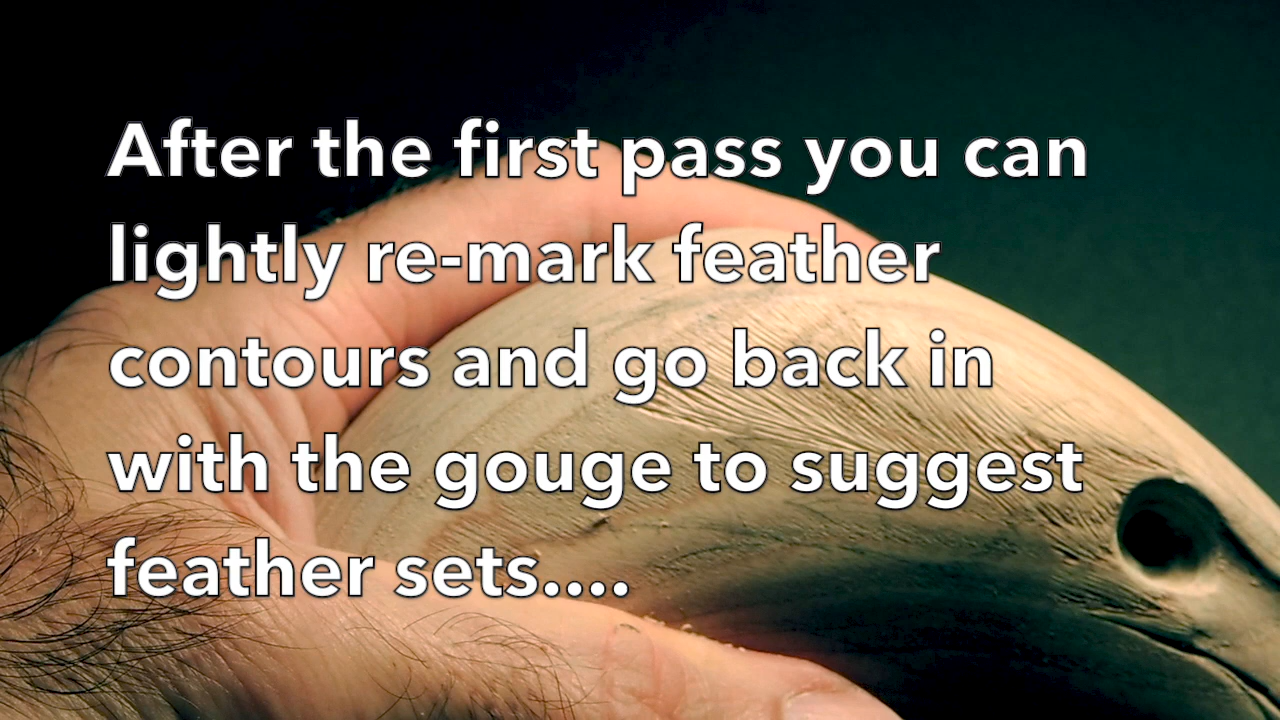 After the first pass you can
lightly re-mark feather
contours and go back in
with the gouge to suggest
feather sets....